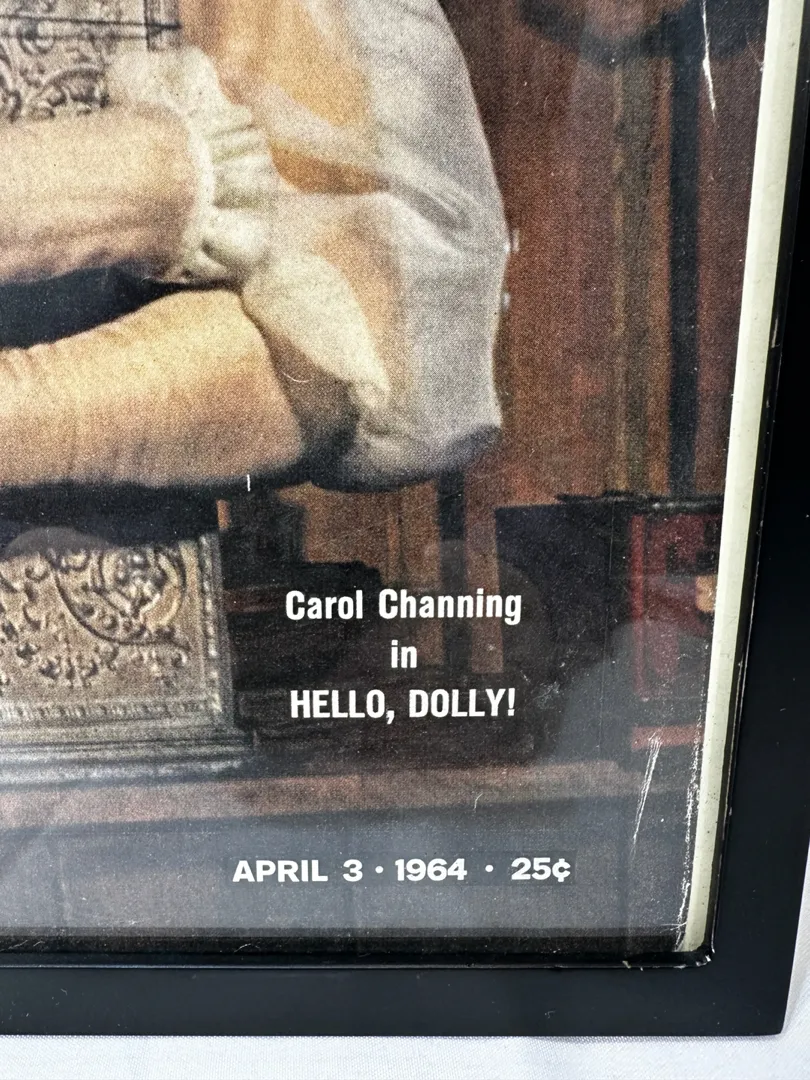 Carol Channing
in
HELLO, DOLLY!
APRIL 3 • 1964 • 25¢